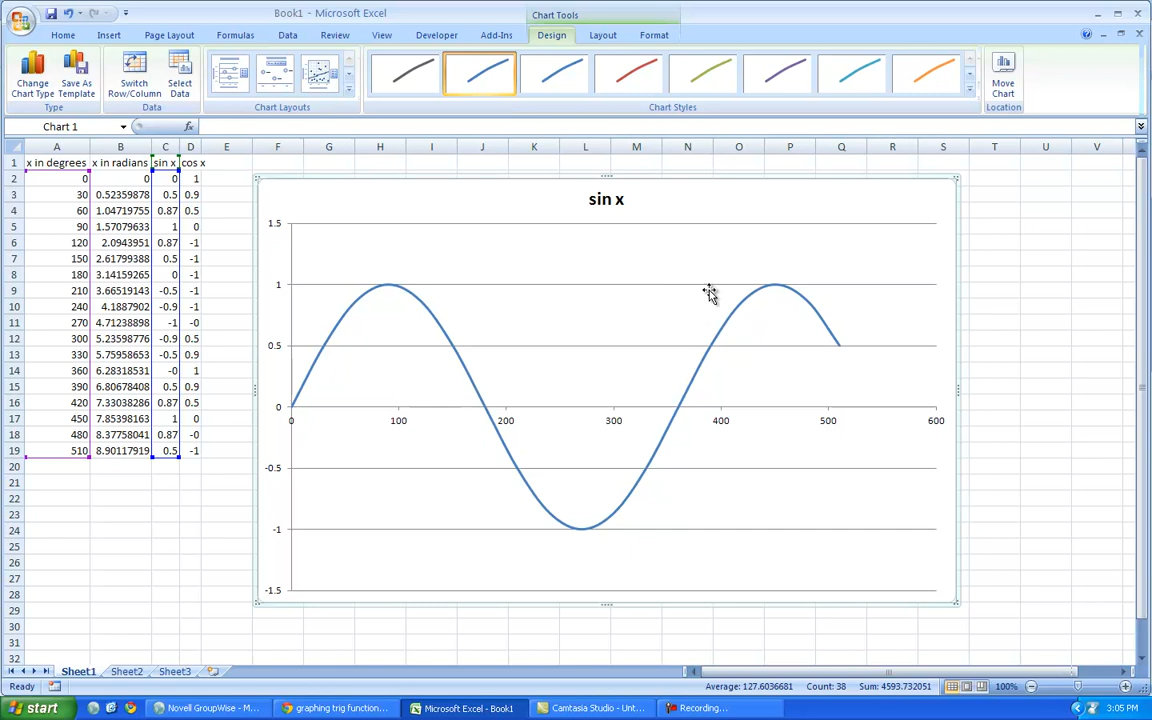 Book1 - Microsoft Excel
Chart Tools
Home Insert Page Layout Formulas Data Review View Developer Add-Ins Design Layout Format
Change Chart Type
Save As Template
Type
Switch Row/Column
Select Data
Data
Chart Layouts
Chart Styles
Move Chart
Location
Chart 1
fx
A B C D E F G H I J K L M N O P Q R S T U V
1 x in degrees x in radians sin x cos x
2 0 0 0 1
3 30 0.52359878 0.5 0.9
4 60 1.04719755 0.87 0.5
5 90 1.57079633 1 0
6 120 2.0943951 0.87 -1
7 150 2.61799388 0.5 -1
8 180 3.14159265 0 -1
9 210 3.66519143 -0.5 -1
10 240 4.1887902 -0.9 -1
11 270 4.71238898 -1 -0
12 300 5.23598776 -0.9 0.5
13 330 5.75958653 -0.5 0.9
14 360 6.28318531 -0 1
15 390 6.80678408 0.5 0.9
16 420 7.33038286 0.87 0.5
17 450 7.85398163 1 0
18 480 8.37758041 0.87 -0
19 510 8.90117919 0.5 -1
20
21
22
23
24
25
26
27
28
29
30
31
32
sin x
1.5
1
0.5
0
-0.5
-1
-1.5
0 100 200 300 400 500 600
Sheet1 Sheet2 Sheet3
Ready Average: 127.6036681 Count: 38 Sum: 4593.732051 100%
start Novell GroupWise - M... graphing trig function... Microsoft Excel - Book1 Camtasia Studio - Unt... Recording... 3:05 PM